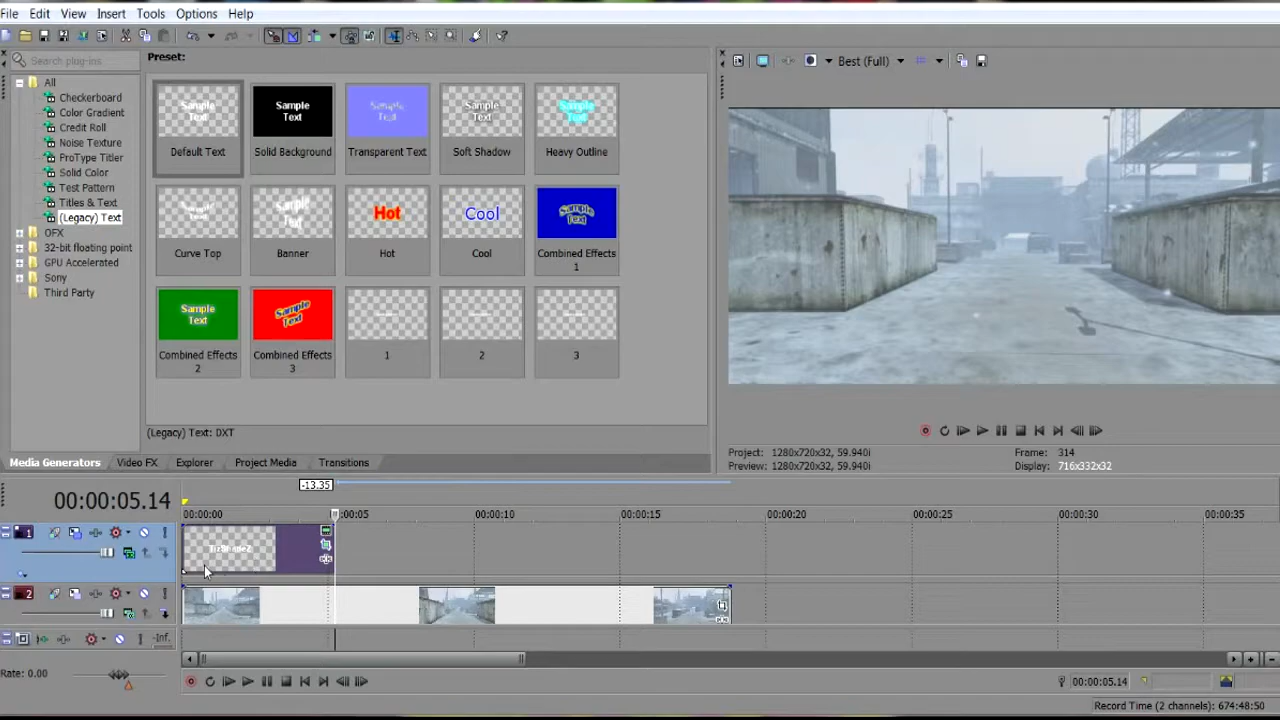 File Edit View Insert Tools Options Help
Search plug-ins
Preset:
Best (Full)
All
Checkerboard
Color Gradient
Credit Roll
Noise Texture
ProType Titler
Solid Color
Test Pattern
Titles & Text
(Legacy) Text
OFX
32-bit floating point
GPU Accelerated
Sony
Third Party
Sample Text Sample Text Sample Text Sample Text Sample Text
Default Text Solid Background Transparent Text Soft Shadow Heavy Outline
Sample Text Sample Text Hot Cool Sample Text
Curve Top Banner Hot Cool Combined Effects 1
Sample Text Sample Text
Combined Effects 2 Combined Effects 3 1 2 3
(Legacy) Text: DXT
Media Generators Video FX Explorer Project Media Transitions
Project: 1280x720x32, 59.940i Frame: 314
Preview: 1280x720x32, 59.940i Display: 716x332x32
-13.35
00:00:05.14
00:00:00 00:00:05 00:00:10 00:00:15 00:00:20 00:00:25 00:00:30 00:00:35
1
2
-Inf.
Rate: 0.00
00:00:05.14
Record Time (2 channels): 674:48:50